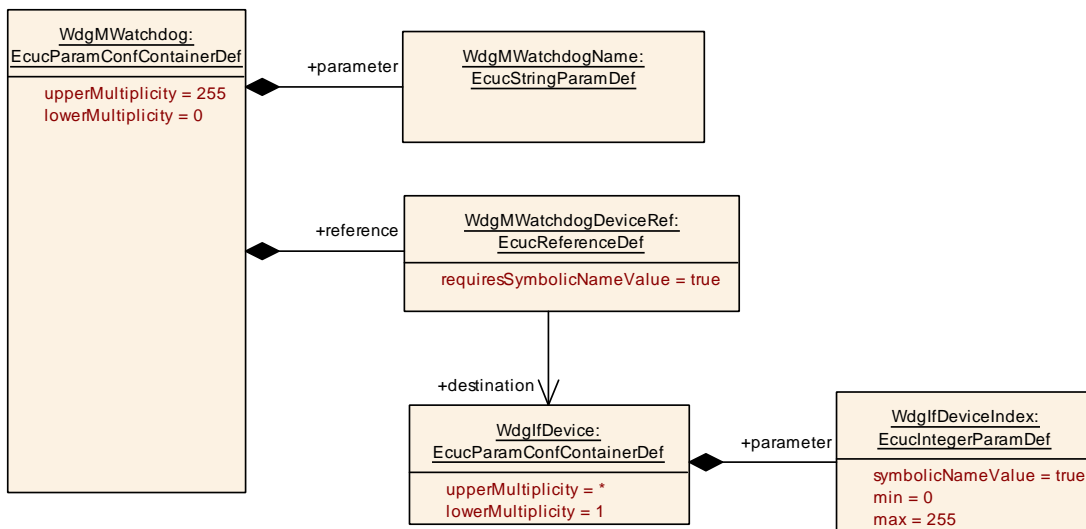 WdgMWatchdog:
EcucParamConfContainerDef
upperMultiplicity = 255
lowerMultiplicity = 0
+parameter
WdgMWatchdogName:
EcucStringParamDef
+reference
WdgMWatchdogDeviceRef:
EcucReferenceDef
requiresSymbolicNameValue = true
+destination
WdgIfDevice:
EcucParamConfContainerDef
upperMultiplicity = *
lowerMultiplicity = 1
+parameter
WdgIfDeviceIndex:
EcucIntegerParamDef
symbolicNameValue = true
min = 0
max = 255